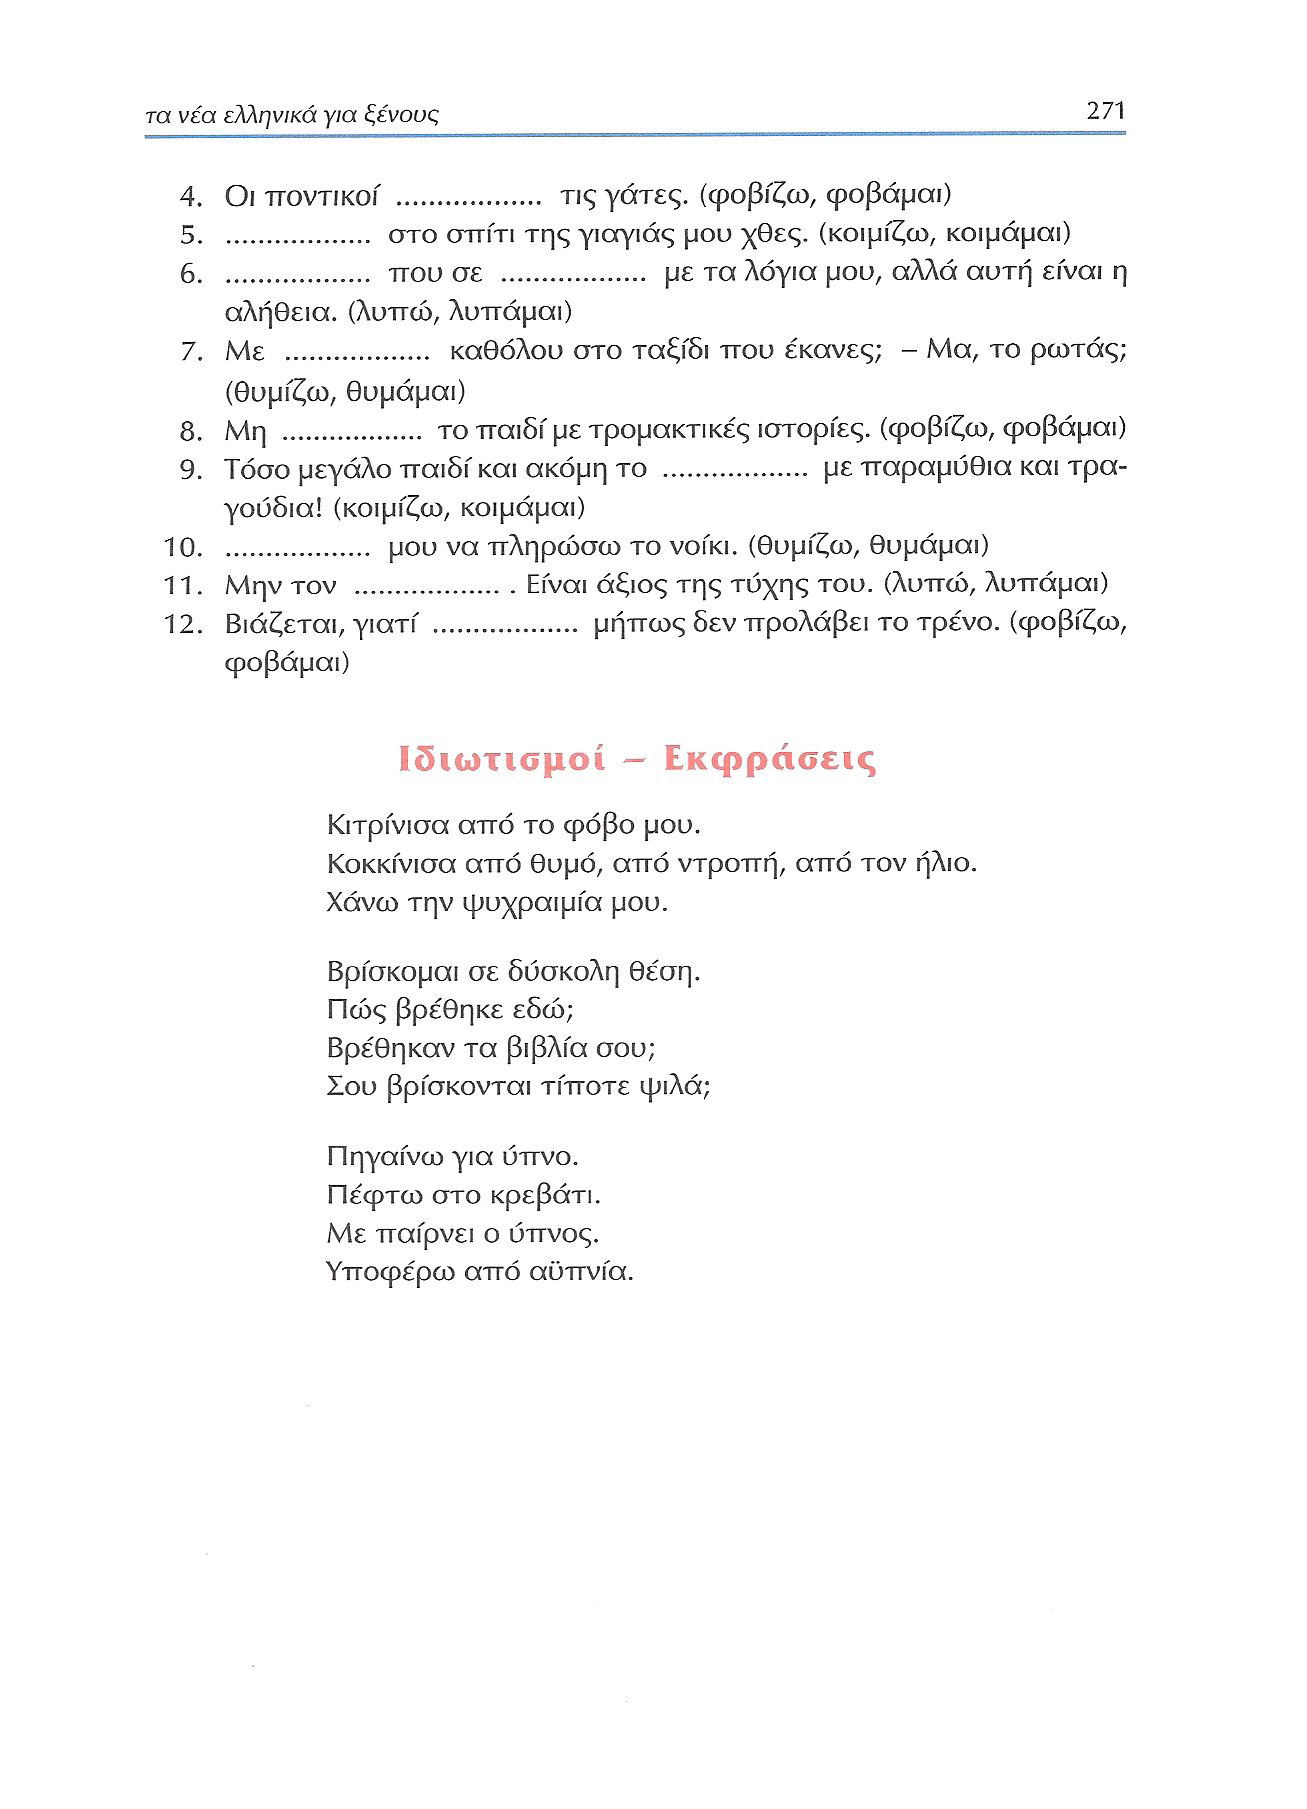 τα νέα ελληνικά για ξένους 271
4. Οι ποντικοί .................. τις γάτες. (φοβίζω, φοβάμαι)
5. .................. στο σπίτι της γιαγιάς μου χθες. (κοιμίζω, κοιμάμαι)
6. .................. που σε .................. με τα λόγια μου, αλλά αυτή είναι η
αλήθεια. (λυπώ, λυπάμαι)
7. Με .................. καθόλου στο ταξίδι που έκανες; – Μα, το ρωτάς;
(θυμίζω, θυμάμαι)
8. Μη .................. το παιδί με τρομακτικές ιστορίες. (φοβίζω, φοβάμαι)
9. Τόσο μεγάλο παιδί και ακόμη το .................. με παραμύθια και τρα-
γούδια! (κοιμίζω, κοιμάμαι)
10. .................. μου να πληρώσω το νοίκι. (θυμίζω, θυμάμαι)
11. Μην τον .................. . Είναι άξιος της τύχης του. (λυπώ, λυπάμαι)
12. Βιάζεται, γιατί .................. μήπως δεν προλάβει το τρένο. (φοβίζω,
φοβάμαι)
Ιδιωτισμοί – Εκφράσεις
Κιτρίνισα από το φόβο μου.
Κοκκίνισα από θυμό, από ντροπή, από τον ήλιο.
Χάνω την ψυχραιμία μου.
Βρίσκομαι σε δύσκολη θέση.
Πώς βρέθηκε εδώ;
Βρέθηκαν τα βιβλία σου;
Σου βρίσκονται τίποτε ψιλά;
Πηγαίνω για ύπνο.
Πέφτω στο κρεβάτι.
Με παίρνει ο ύπνος.
Υποφέρω από αϋπνία.